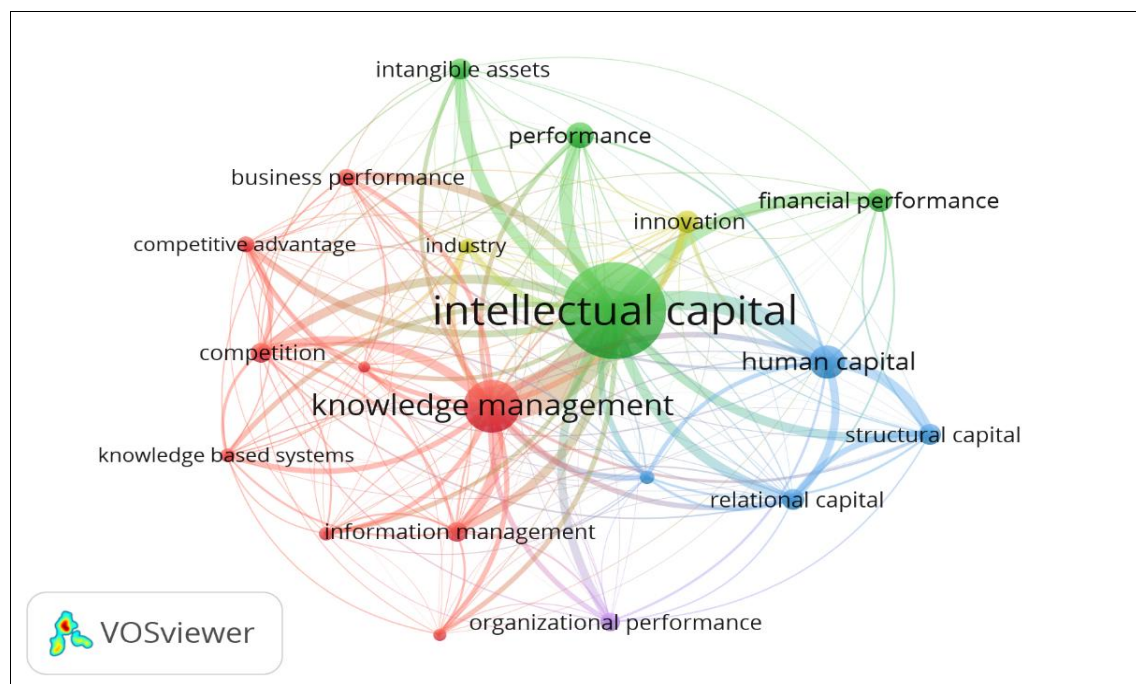 intangible assets
performance
business performance
financial performance
innovation
competitive advantage
industry
intellectual capital
competition
human capital
knowledge management
structural capital
knowledge based systems
relational capital
information management
organizational performance
VOSviewer